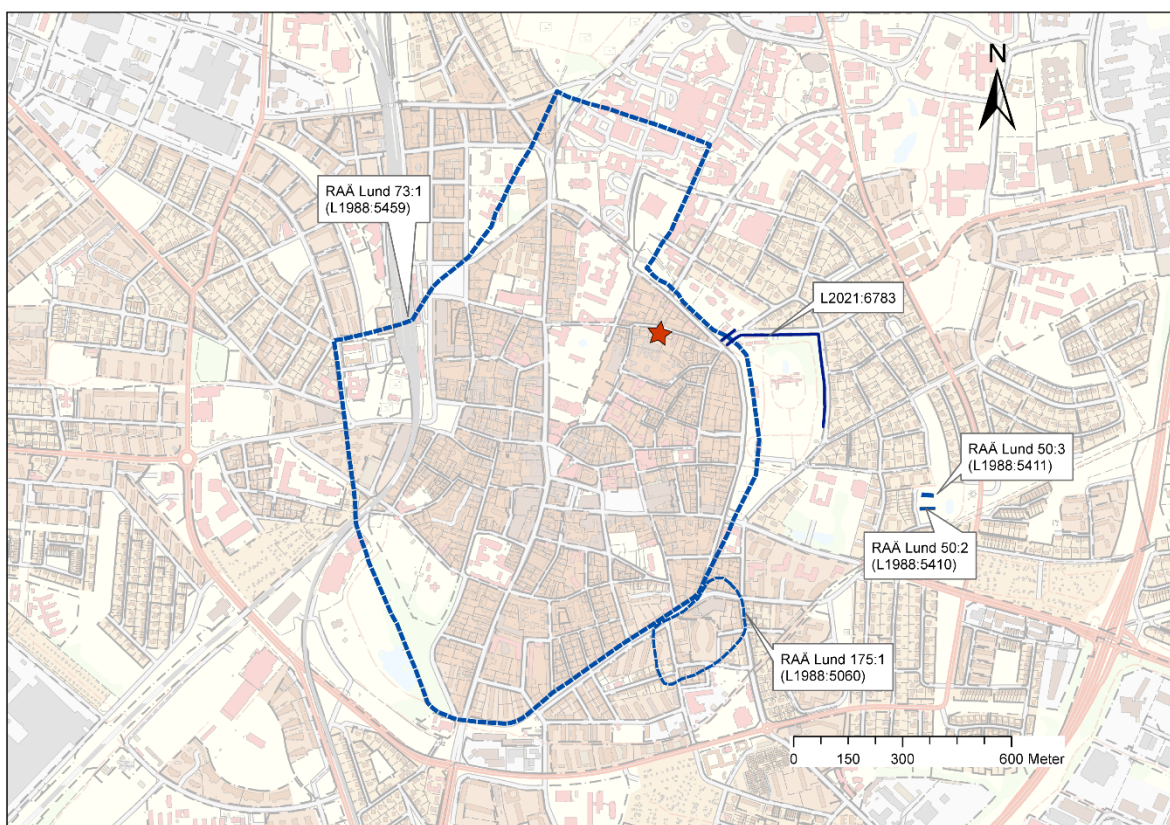 N
RAÄ Lund 73:1
(L1988:5459)
L2021:6783
RAÄ Lund 50:3
(L1988:5411)
RAÄ Lund 50:2
(L1988:5410)
RAÄ Lund 175:1
(L1988:5060)
0 150 300 600 Meter